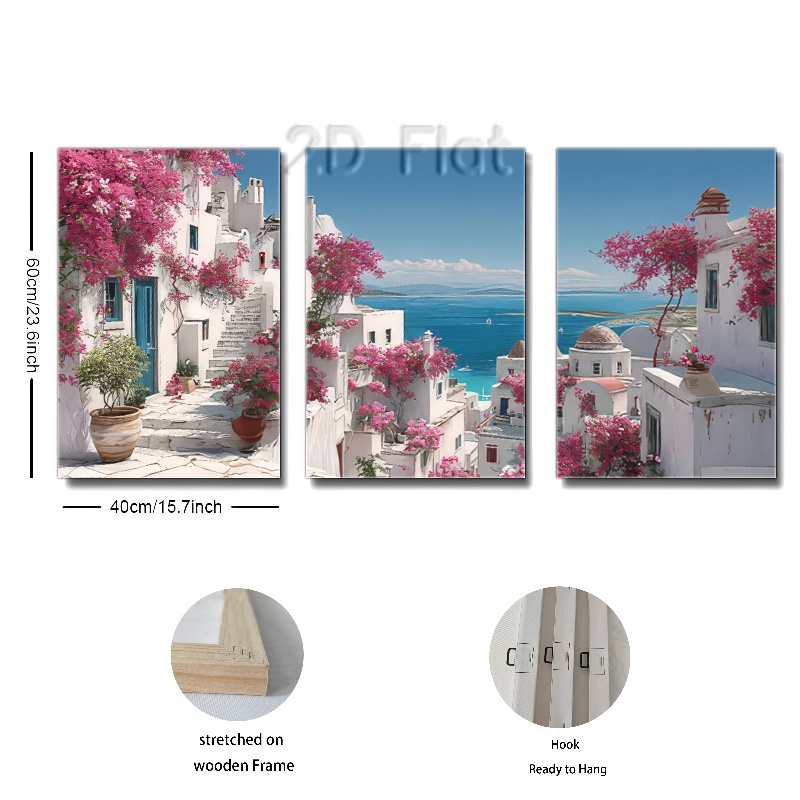 2D Flat
60cm/23.6inch
40cm/15.7inch
stretched on
wooden Frame
Hook
Ready to Hang